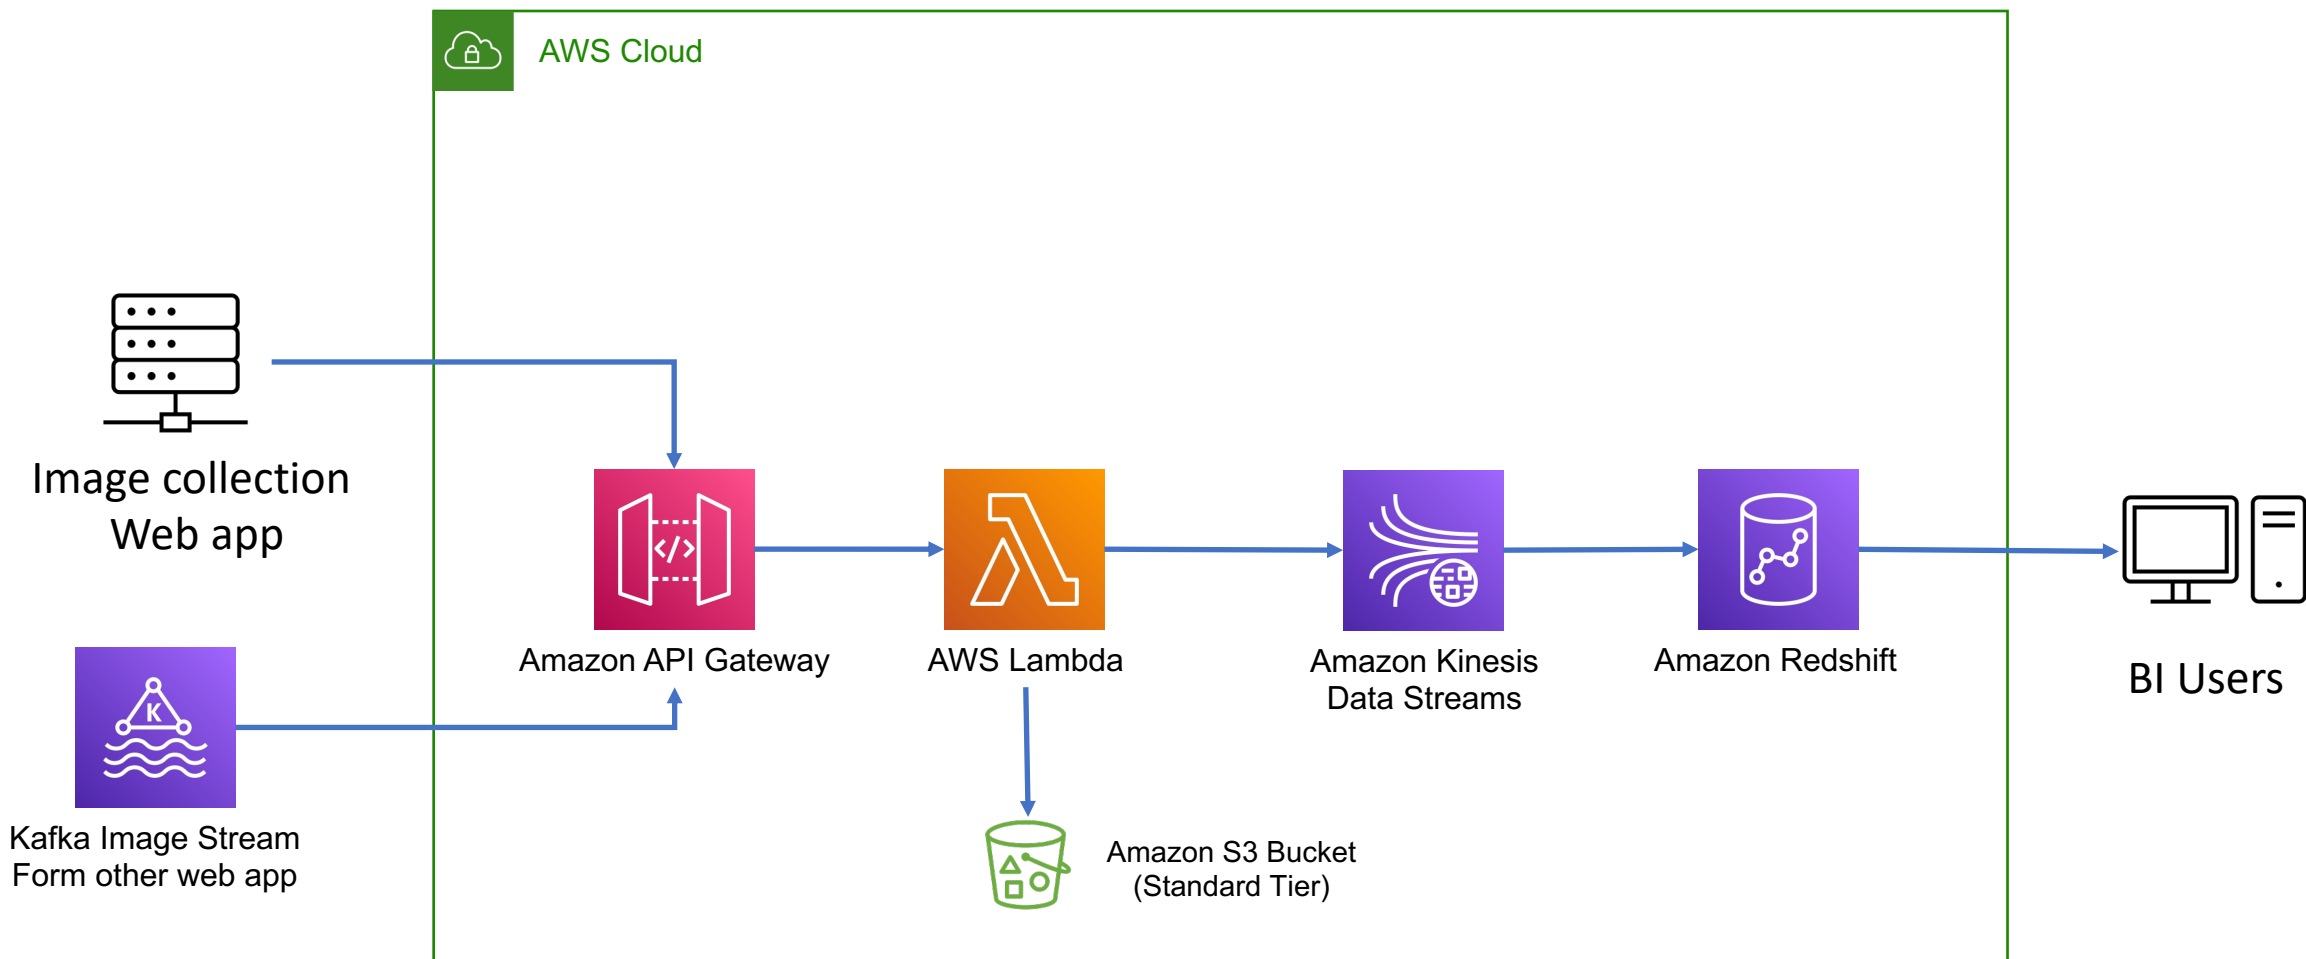 AWS Cloud
Image collection
Web app
Amazon API Gateway
AWS Lambda
Amazon Kinesis
Data Streams
Amazon Redshift
BI Users
K
Kafka Image Stream
Form other web app
Amazon S3 Bucket
(Standard Tier)